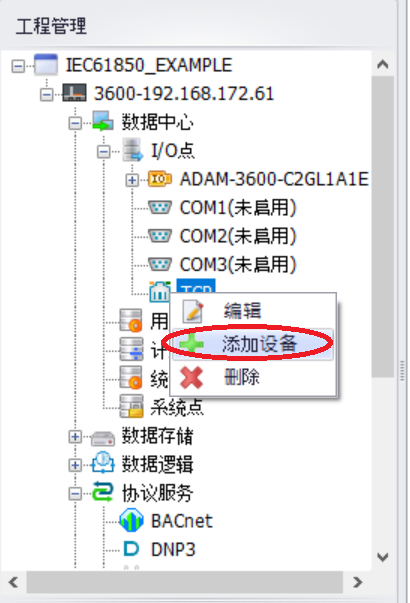 工程管理
IEC61850_EXAMPLE
3600-192.168.172.61
数据中心
I/O点
ADAM-3600-C2GL1A1E
COM1(未启用)
COM2(未启用)
COM3(未启用)
TCP
编辑
用
添加设备
计
删除
统
系统点
数据存储
数据逻辑
协议服务
BACnet
DNP3